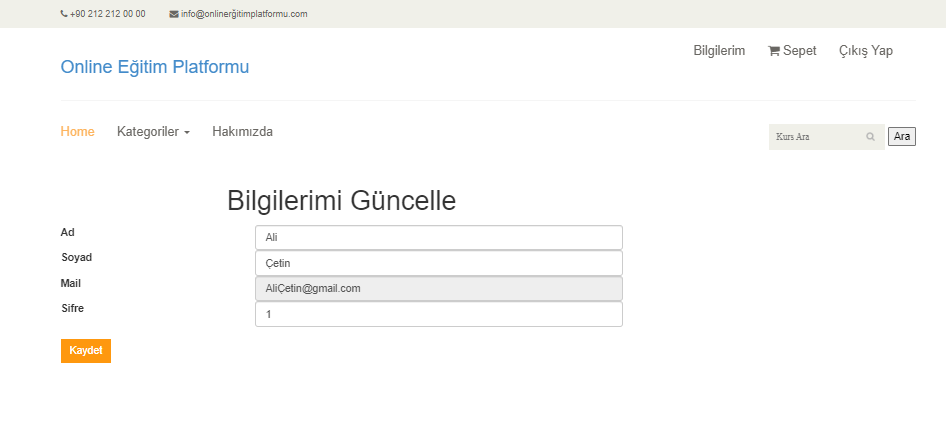 +90 212 212 00 00 info@onlinerğitimplatformu.com
Bilgilerim Sepet Çıkış Yap
Online Eğitim Platformu
Home Kategoriler Hakımızda
Kurs Ara Ara
Bilgilerimi Güncelle
Ad Ali
Soyad Çetin
Mail AliÇetin@gmail.com
Sifre 1
Kaydet